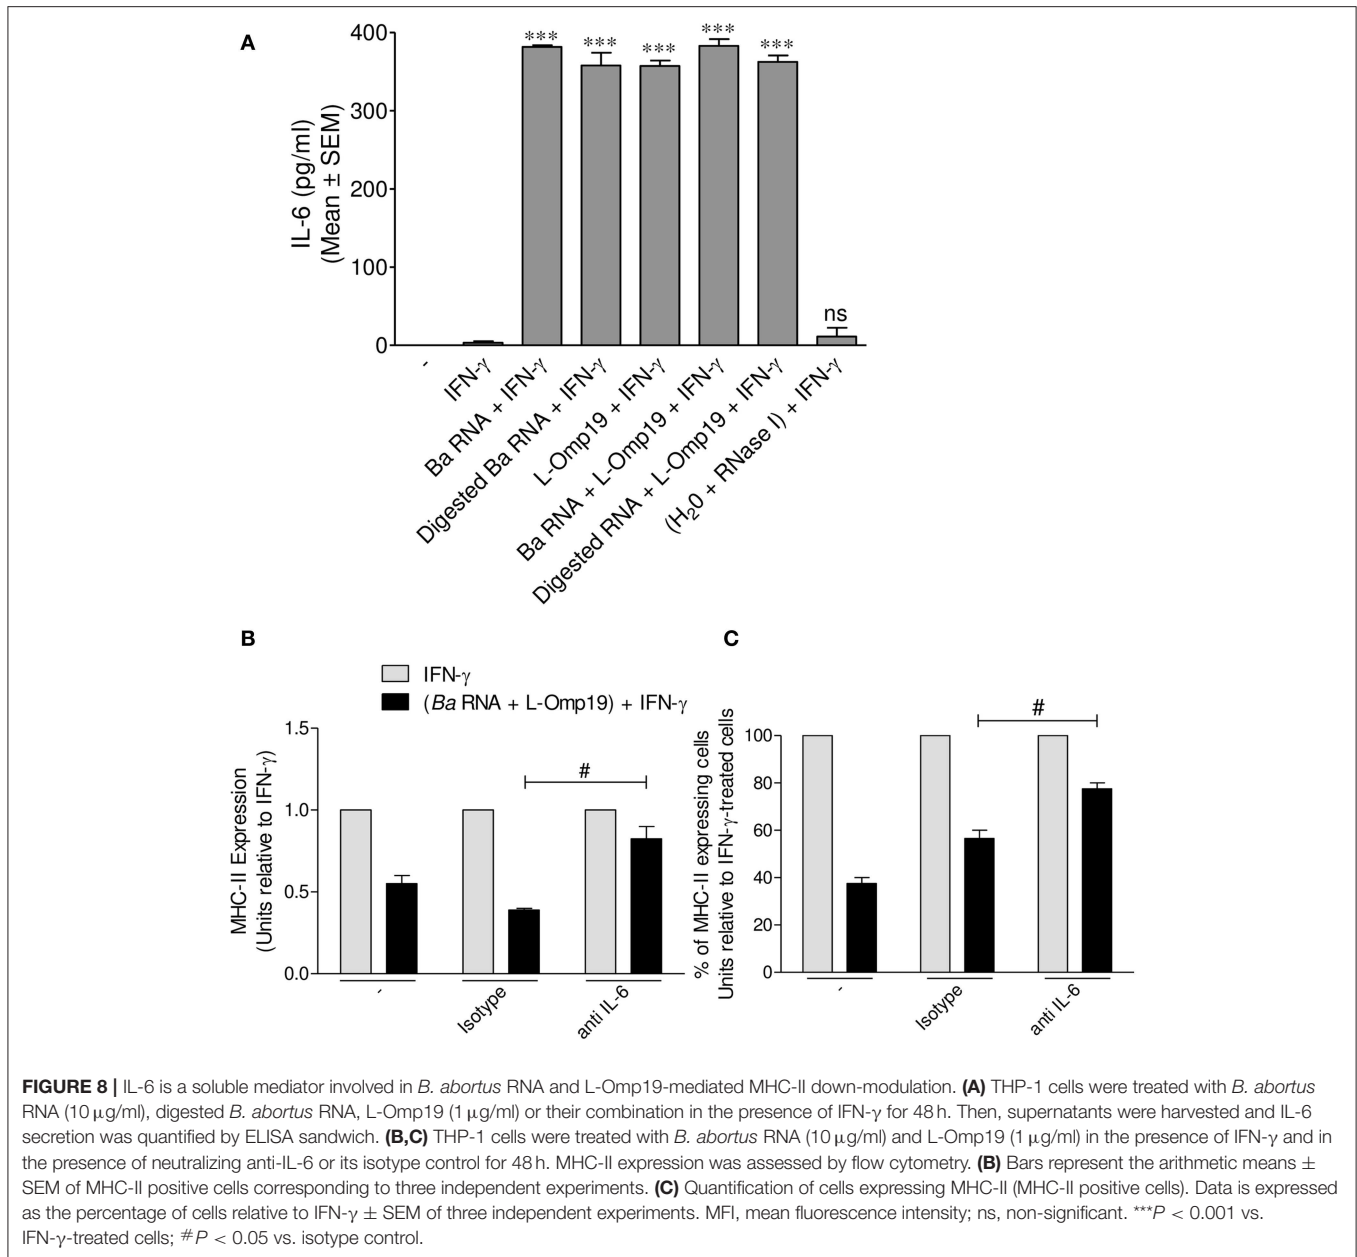 A
400
300
200
100
0
IL-6 (pg/ml)
(Mean ± SEM)
***
***
***
***
***
ns
-
IFN-γ
Ba RNA + IFN-γ
Digested Ba RNA + IFN-γ
L-Omp19 + IFN-γ
Ba RNA + L-Omp19 + IFN-γ
Digested RNA + L-Omp19 + IFN-γ
(H₂0 + RNase I) + IFN-γ
B
IFN-γ
(Ba RNA + L-Omp19) + IFN-γ
1.5
1.0
0.5
0.0
MHC-II Expression
(Units relative to IFN-γ)
#
-
Isotype
anti IL-6
C
100
80
60
40
20
0
% of MHC-II expressing cells
Units relative to IFN-γ-treated cells
#
-
Isotype
anti IL-6
FIGURE 8 | IL-6 is a soluble mediator involved in B. abortus RNA and L-Omp19-mediated MHC-II down-modulation. (A) THP-1 cells were treated with B. abortus
RNA (10 μg/ml), digested B. abortus RNA, L-Omp19 (1 μg/ml) or their combination in the presence of IFN-γ for 48 h. Then, supernatants were harvested and IL-6
secretion was quantified by ELISA sandwich. (B,C) THP-1 cells were treated with B. abortus RNA (10 μg/ml) and L-Omp19 (1 μg/ml) in the presence of IFN-γ and in
the presence of neutralizing anti-IL-6 or its isotype control for 48 h. MHC-II expression was assessed by flow cytometry. (B) Bars represent the arithmetic means ±
SEM of MHC-II positive cells corresponding to three independent experiments. (C) Quantification of cells expressing MHC-II (MHC-II positive cells). Data is expressed
as the percentage of cells relative to IFN-γ ± SEM of three independent experiments. MFI, mean fluorescence intensity; ns, non-significant. ***P < 0.001 vs.
IFN-γ-treated cells; #P < 0.05 vs. isotype control.